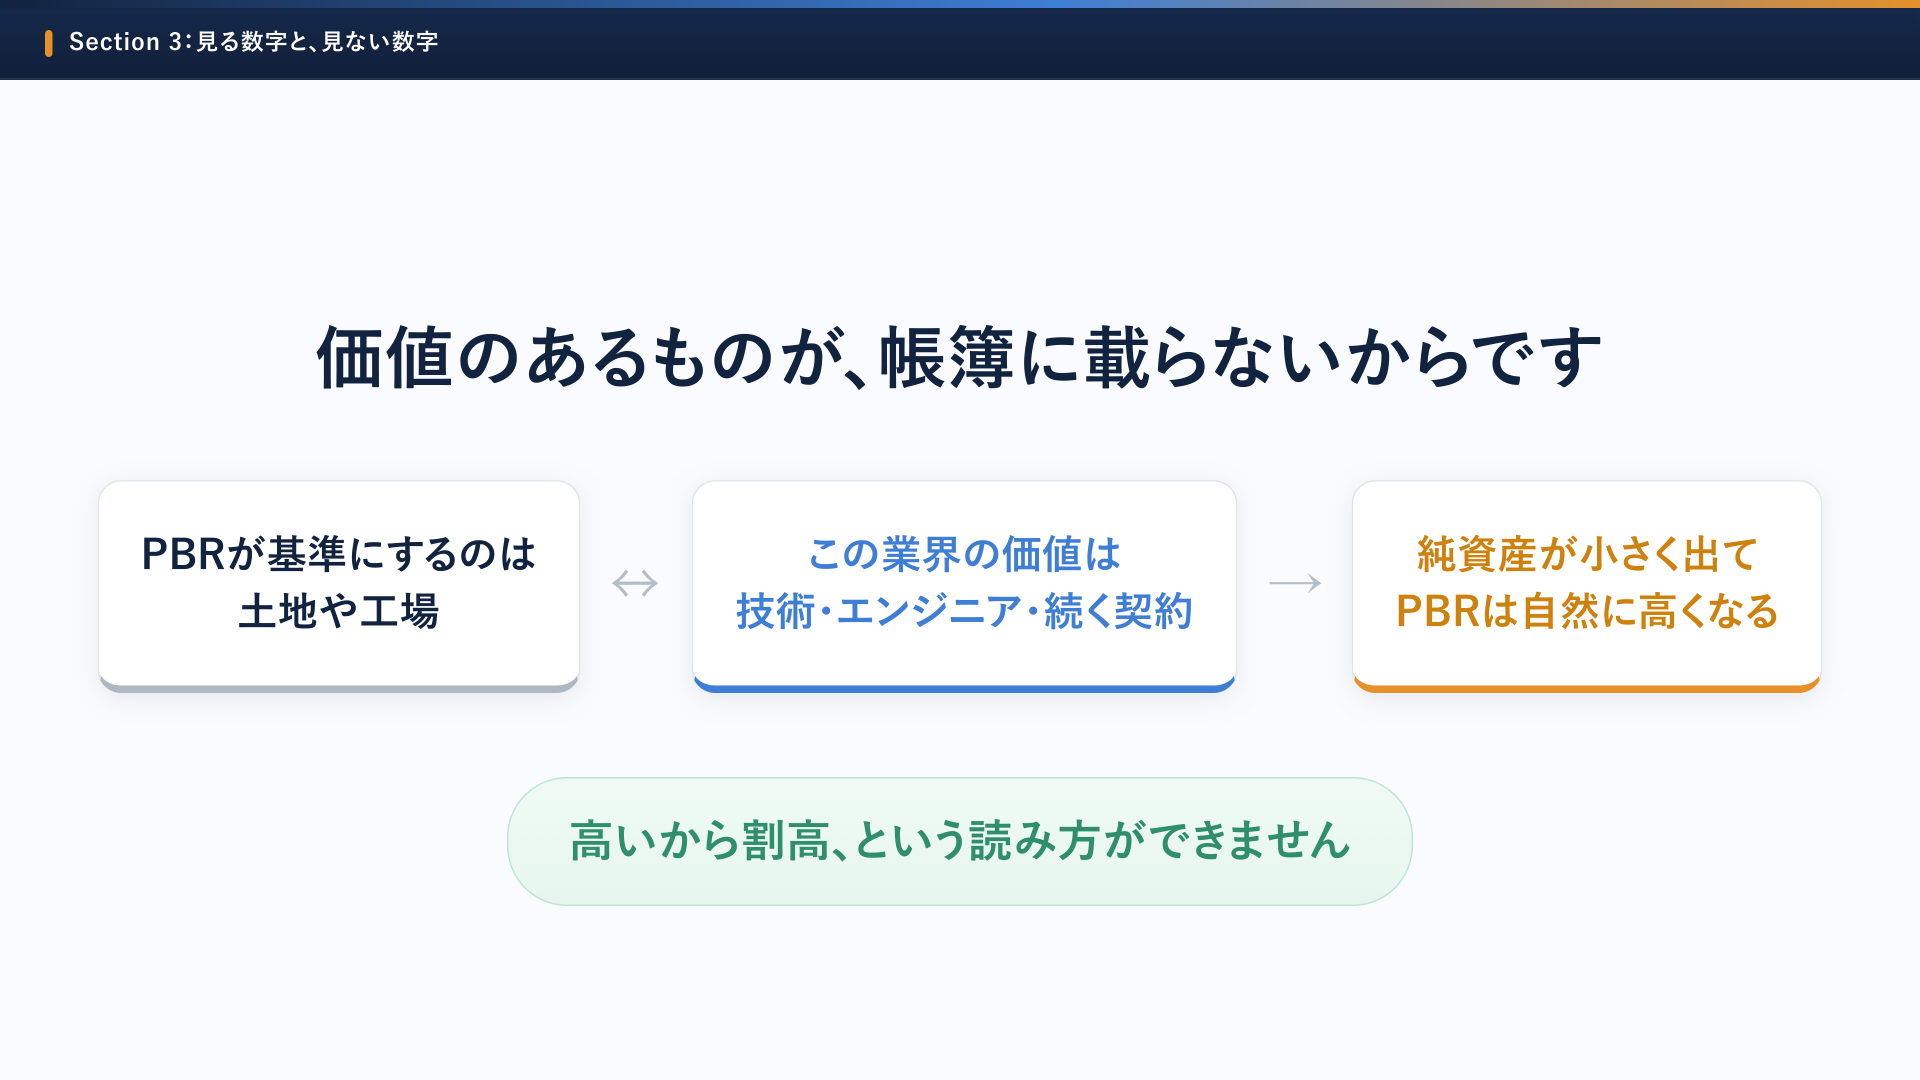 Section 3：見る数字と、見ない数字
価値のあるものが、帳簿に載らないからです
PBRが基準にするのは
土地や工場
↔
この業界の価値は
技術・エンジニア・続く契約
→
純資産が小さく出て
PBRは自然に高くなる
高いから割高、という読み方ができません